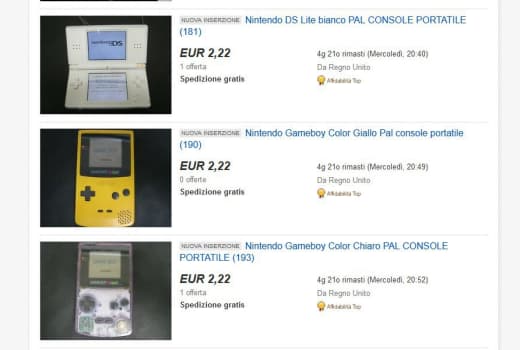 NUOVA INSERZIONE Nintendo DS Lite bianco PAL CONSOLE PORTATILE
(181)
EUR 2,22
4g 21o rimasti (Mercoledì, 20:40)
1 offerta
Da Regno Unito
Spedizione gratis
Affidabilità Top
NUOVA INSERZIONE Nintendo Gameboy Color Giallo Pal console portatile
(190)
EUR 2,22
4g 21o rimasti (Mercoledì, 20:49)
0 offerte
Da Regno Unito
Spedizione gratis
Affidabilità Top
NUOVA INSERZIONE Nintendo Gameboy Color Chiaro PAL CONSOLE
PORTATILE (193)
EUR 2,22
4g 21o rimasti (Mercoledì, 20:52)
1 offerta
Da Regno Unito
Spedizione gratis
Affidabilità Top